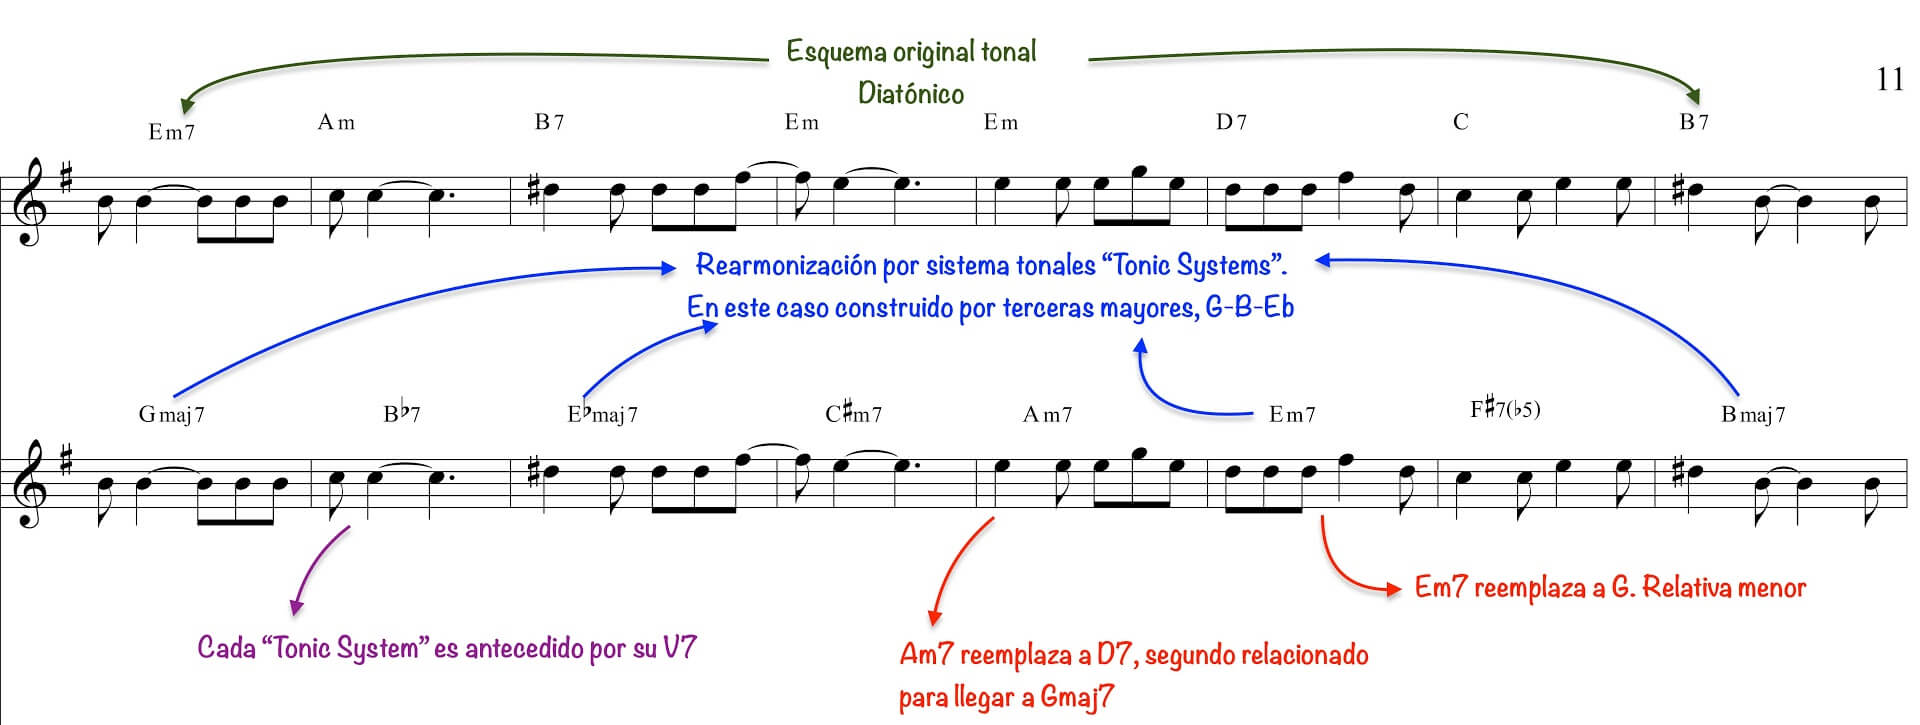 Esquema original tonal
Diatónico
11
Em7 Am B7 Em Em D7 C B7
Rearmonización por sistema tonales “Tonic Systems”.
En este caso construido por terceras mayores, G-B-Eb
Gmaj7 B♭7 E♭maj7 C#m7 Am7 Em7 F#7(♭5) Bmaj7
Em7 reemplaza a G. Relativa menor
Cada “Tonic System” es antecedido por su V7
Am7 reemplaza a D7, segundo relacionado
para llegar a Gmaj7